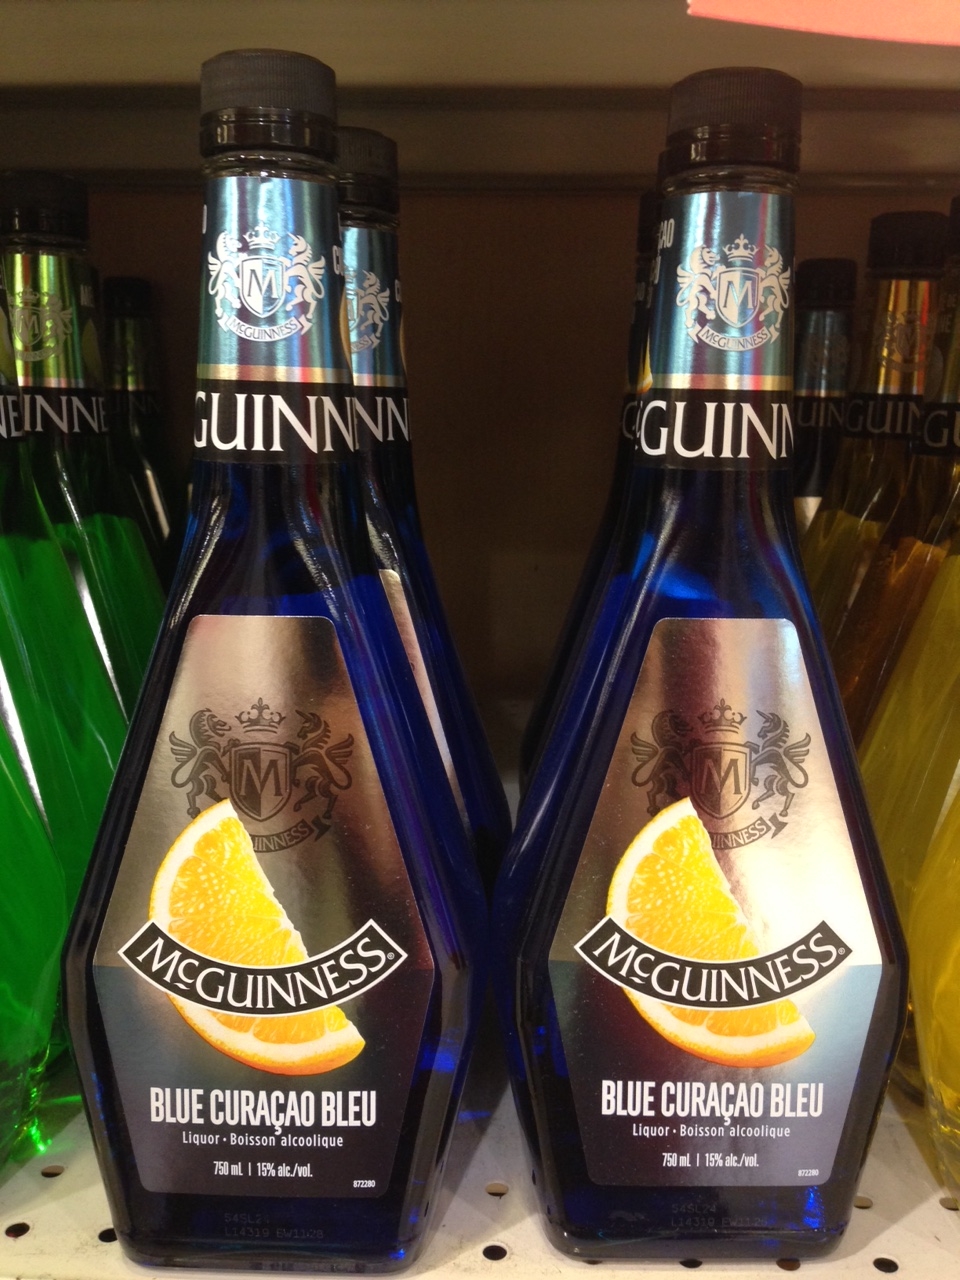 McGUINNESS
GUINN
McGUINNESS®
BLUE CURAÇAO BLEU
Liquor • Boisson alcoolique
750 mL | 15% alc./vol.
872280
McGUINNESS
GUINN
McGUINNESS®
BLUE CURAÇAO BLEU
Liquor • Boisson alcoolique
750 mL | 15% alc./vol.
872280